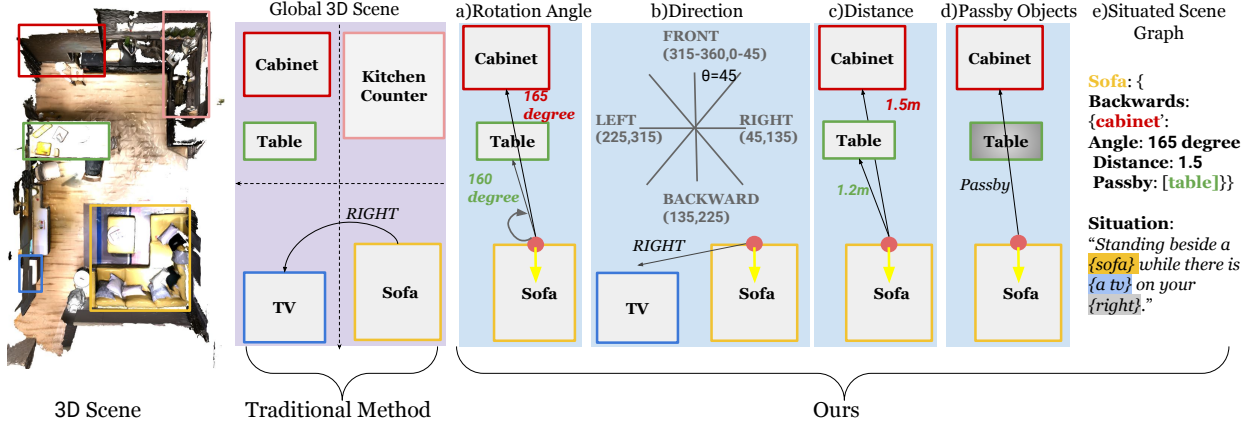 Global 3D Scene
Cabinet
Kitchen
Counter
Table
RIGHT
TV
Sofa
a)Rotation Angle
Cabinet
165
degree
Table
160
degree
Sofa
b)Direction
FRONT
(315-360,0-45)
θ=45
LEFT
(225,315)
RIGHT
(45,135)
BACKWARD
(135,225)
RIGHT
TV
Sofa
c)Distance
Cabinet
1.5m
Table
1.2m
Sofa
d)Passby Objects
Cabinet
Table
Passby
Sofa
e)Situated Scene
Graph
Sofa: {
Backwards:
{cabinet’:
Angle: 165 degree
Distance: 1.5
Passby: [table]}}
Situation:
“Standing beside a
{sofa} while there is
{a tv} on your
{right}.”
3D Scene
Traditional Method
Ours